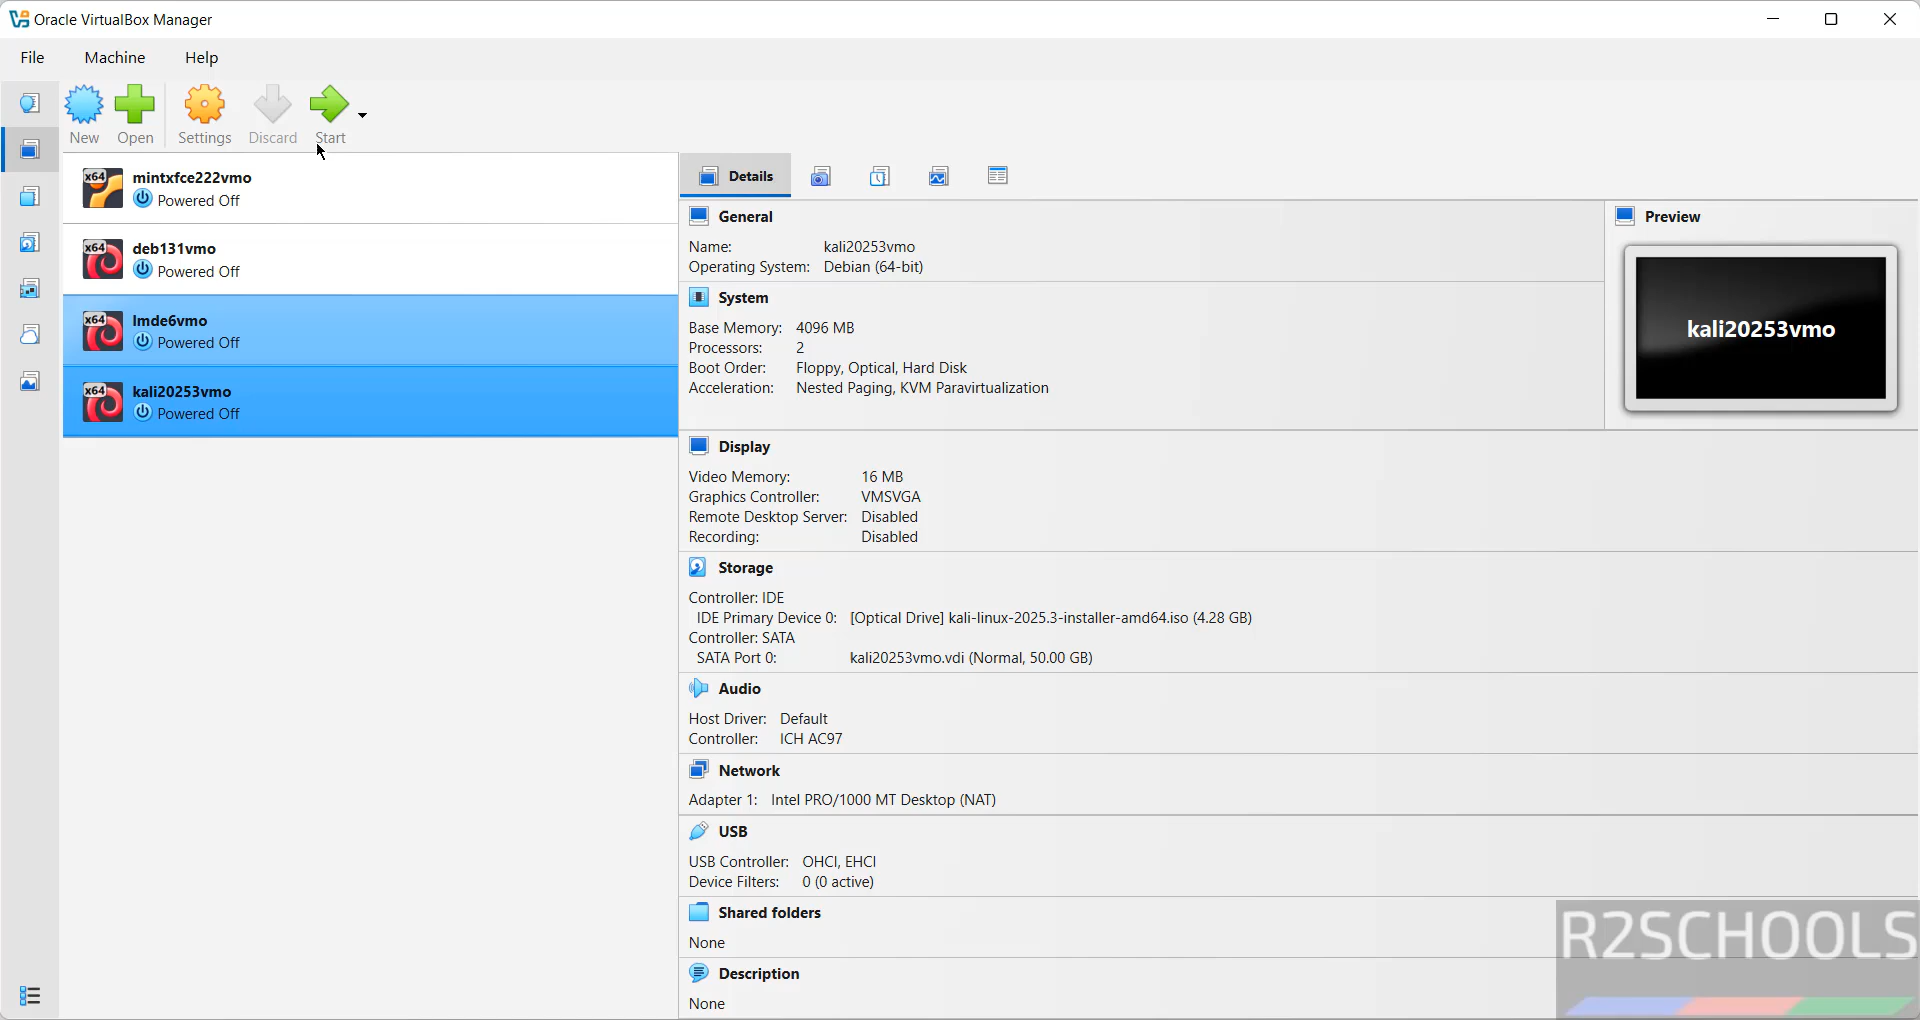 Oracle VirtualBox Manager
File Machine Help
New Open Settings Discard Start
x64 mintxfce222vmo
Powered Off
x64 deb131vmo
Powered Off
x64 lmde6vmo
Powered Off
x64 kali20253vmo
Powered Off
Details
General
Name: kali20253vmo
Operating System: Debian (64-bit)
System
Base Memory: 4096 MB
Processors: 2
Boot Order: Floppy, Optical, Hard Disk
Acceleration: Nested Paging, KVM Paravirtualization
Preview
kali20253vmo
Display
Video Memory: 16 MB
Graphics Controller: VMSVGA
Remote Desktop Server: Disabled
Recording: Disabled
Storage
Controller: IDE
IDE Primary Device 0: [Optical Drive] kali-linux-2025.3-installer-amd64.iso (4.28 GB)
Controller: SATA
SATA Port 0: kali20253vmo.vdi (Normal, 50.00 GB)
Audio
Host Driver: Default
Controller: ICH AC97
Network
Adapter 1: Intel PRO/1000 MT Desktop (NAT)
USB
USB Controller: OHCI, EHCI
Device Filters: 0 (0 active)
Shared folders
None
Description
None
R2SCHOOLS